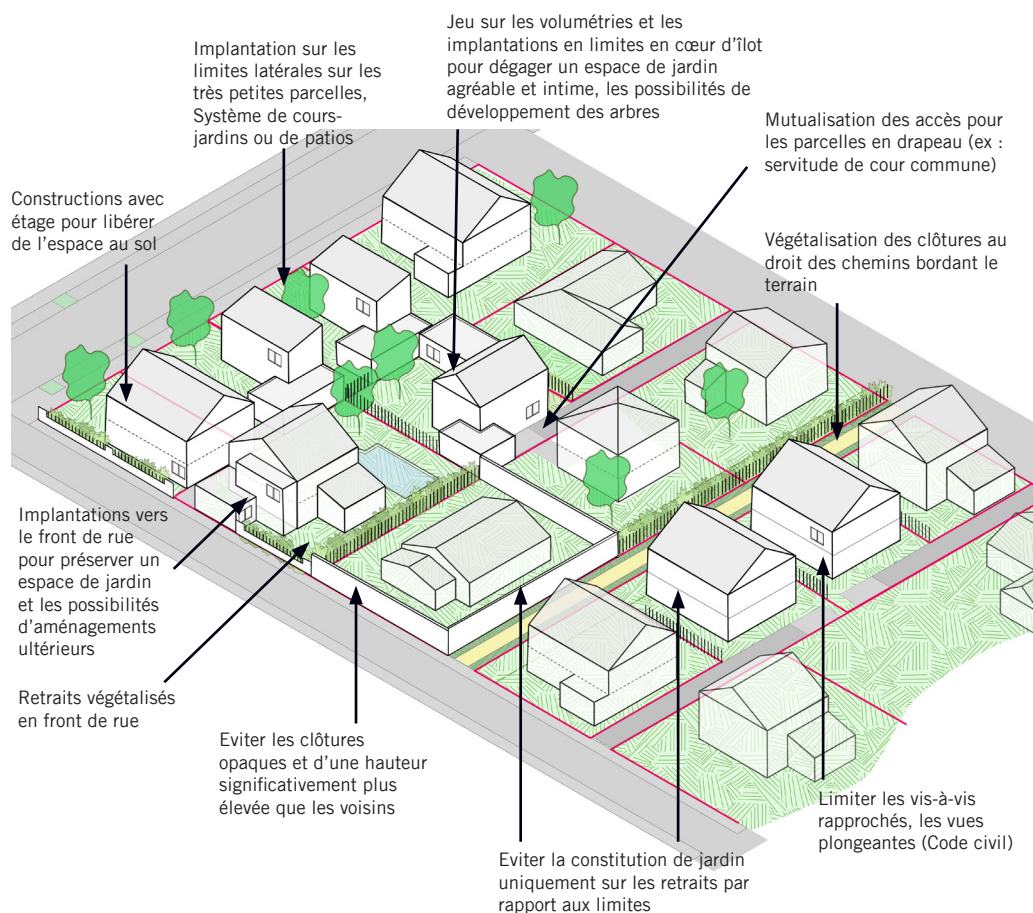 Jeu sur les volumétries et les
implantations en limites en cœur d’îlot
pour dégager un espace de jardin
agréable et intime, les possibilités de
développement des arbres
Implantation sur les
limites latérales sur les
très petites parcelles,
Système de cours-
jardins ou de patios
Mutualisation des accès pour
les parcelles en drapeau (ex :
servitude de cour commune)
Constructions avec
étage pour libérer
de l’espace au sol
Végétalisation des clôtures au
droit des chemins bordant le
terrain
Implantations vers
le front de rue
pour préserver un
espace de jardin
et les possibilités
d’aménagements
ultérieurs
Retraits végétalisés
en front de rue
Eviter les clôtures
opaques et d’une hauteur
significativement plus
élevée que les voisins
Limiter les vis-à-vis
rapprochés, les vues
plongeantes (Code civil)
Eviter la constitution de jardin
uniquement sur les retraits par
rapport aux limites